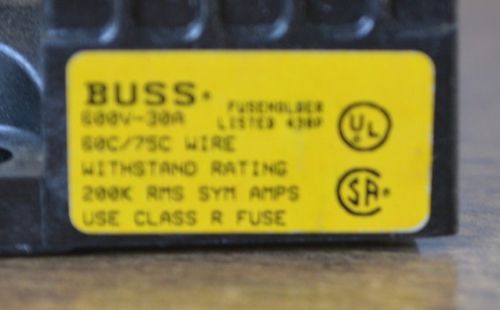 BUSS®
600V-30A
FUSEHOLDER
LISTED 438P
60C/75C WIRE
WITHSTAND RATING
200K RMS SYM AMPS
USE CLASS R FUSE
UL
SA